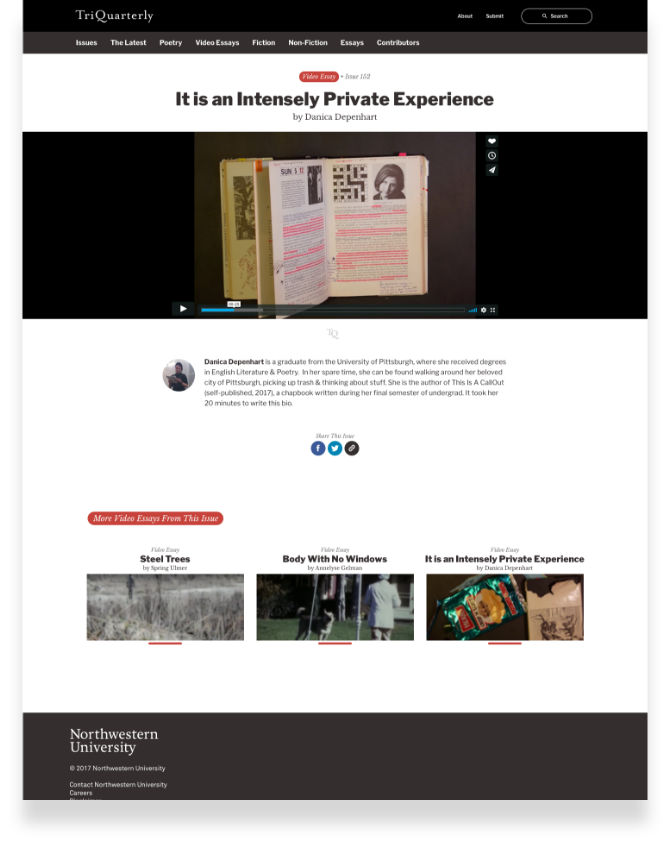 TriQuarterly
About Submit Search
Issues The Latest Poetry Video Essays Fiction Non-Fiction Essays Contributors
Video Essay • Issue 152
It is an Intensely Private Experience
by Danica Depenhart
SUN
TriQ
Danica Depenhart is a graduate from the University of Pittsburgh, where she received degrees
in English Literature & Poetry. In her spare time, she can be found walking around her beloved
city of Pittsburgh, picking up trash & thinking about stuff. She is the author of This Is A CallOut
(self-published, 2017), a chapbook written during her final semester of undergrad. It took her
20 minutes to write this bio.
Share This Issue
More Video Essays From This Issue
Video Essay
Steel Trees
by Spring Ulmer
Video Essay
Body With No Windows
by Annelyse Gelman
Video Essay
It is an Intensely Private Experience
by Danica Depenhart
Northwestern
University
© 2017 Northwestern University
Contact Northwestern University
Careers